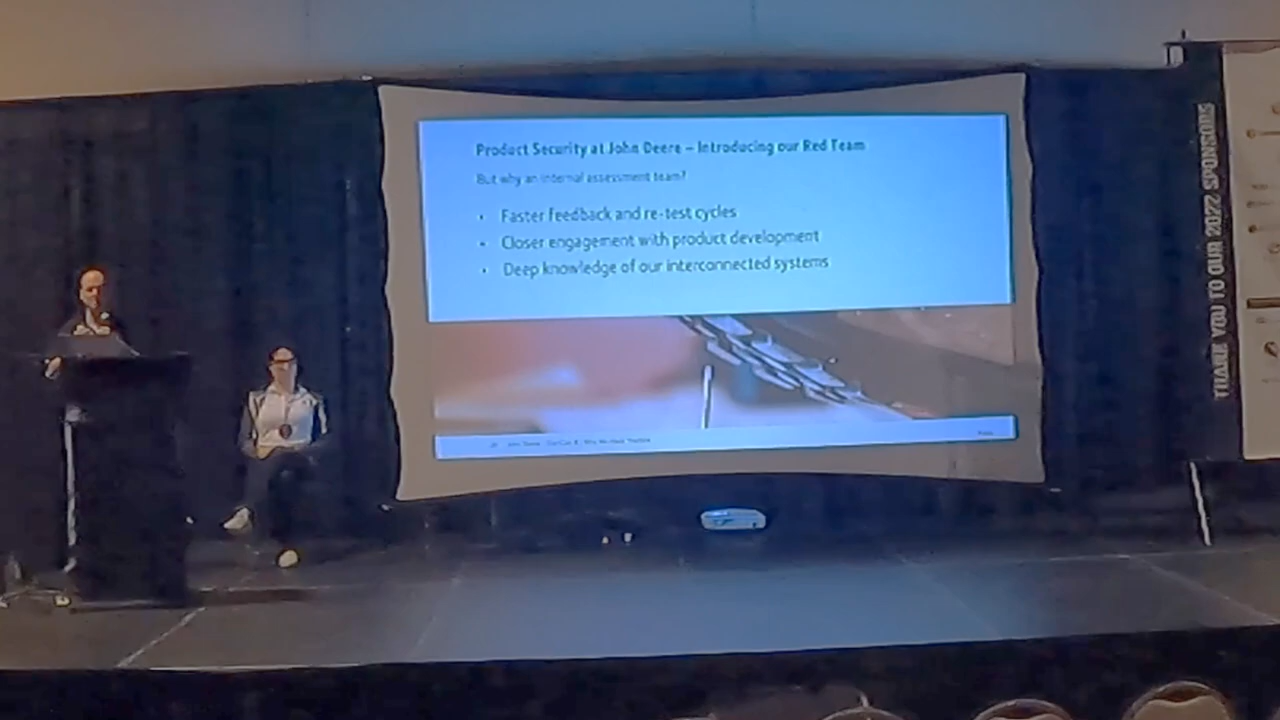 Product Security at John Deere – Introducing our Red Team
But why an internal assessment team?
• Faster feedback and re-test cycles
• Closer engagement with product development
• Deep knowledge of our interconnected systems
THANK YOU TO OUR 2022 SPONSORS